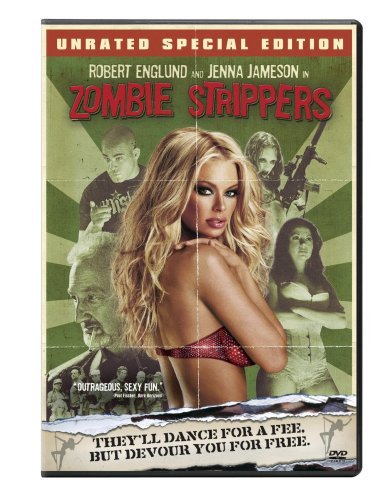 UNRATED SPECIAL EDITION
ROBERT ENGLUND AND JENNA JAMESON IN
ZOMBIE STRIPPERS
"OUTRAGEOUS, SEXY FUN."
THEY'LL DANCE FOR A FEE.
BUT DEVOUR YOU FOR FREE.
DVD